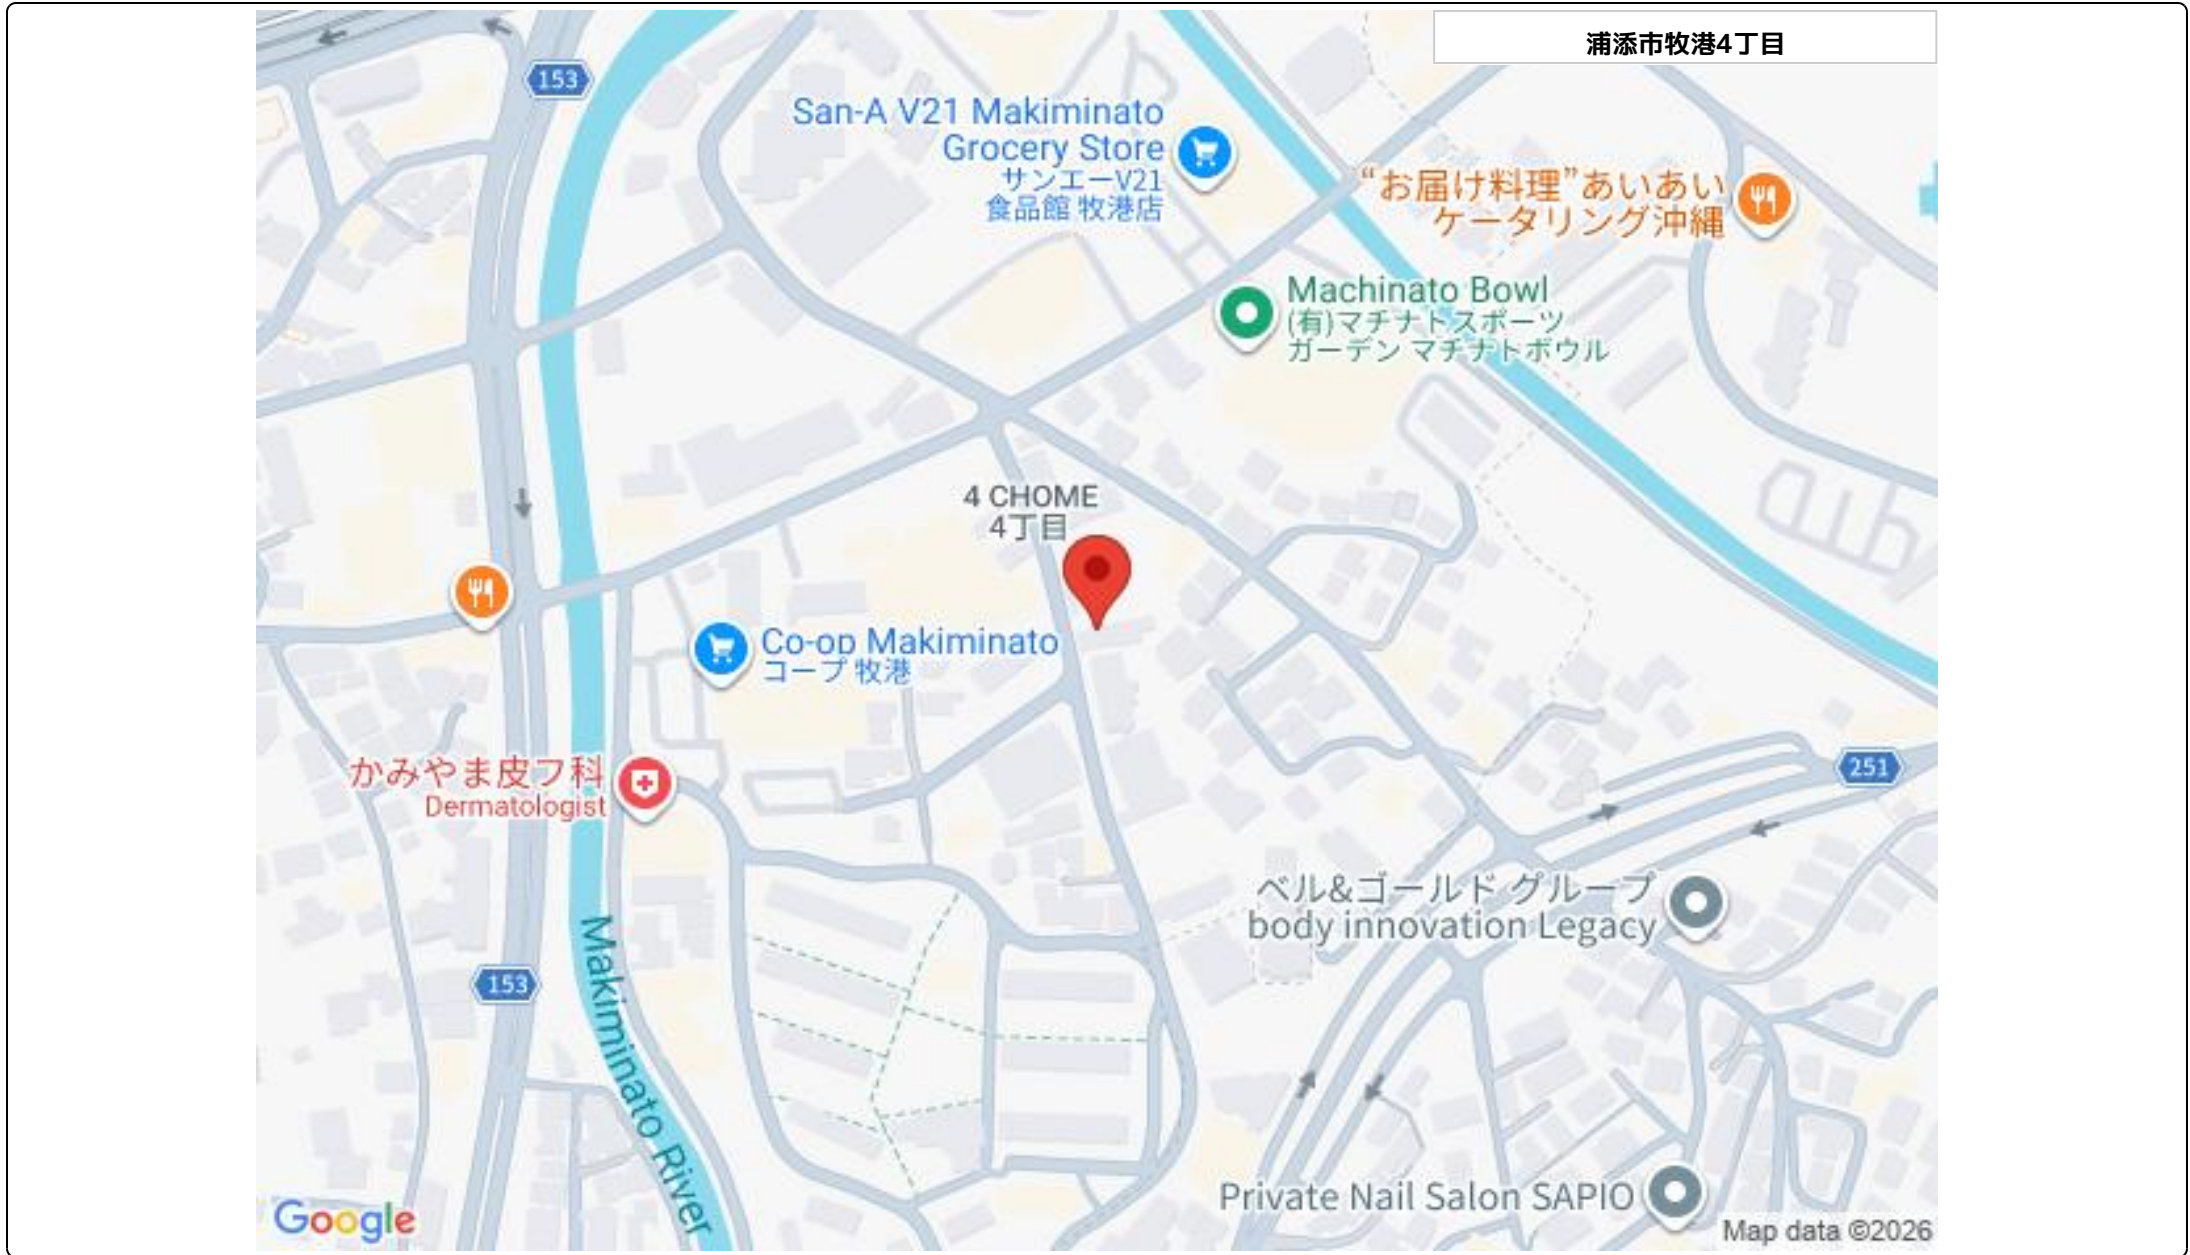 浦添市牧港4丁目
153
San-A V21 Makiminato
Grocery Store
サンエーV21
食品館 牧港店
“お届け料理”あいあい
ケータリング沖縄
Machinato Bowl
(有)マチナトスポーツ
ガーデン マチナトボウル
4 CHOME
4丁目
Co-op Makiminato
コープ 牧港
かみやま皮フ科
Dermatologist
251
ベル&ゴールド グループ
body innovation Legacy
153
Makiminato River
Private Nail Salon SAPIO
Google
Map data ©2026